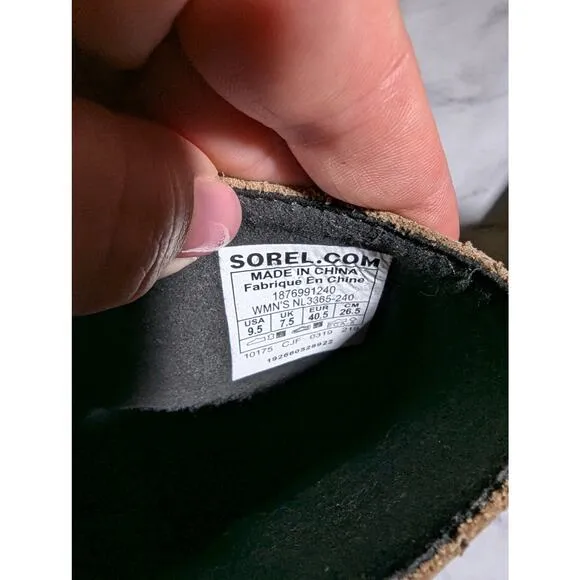 SOREL.COM
MADE IN CHINA
Fabriqué En Chine
1876991240
WMN'S NL3365-240
USA UK EUR CM
9.5 7.5 40.5 26.5
10175 CJF 0319
192660528922